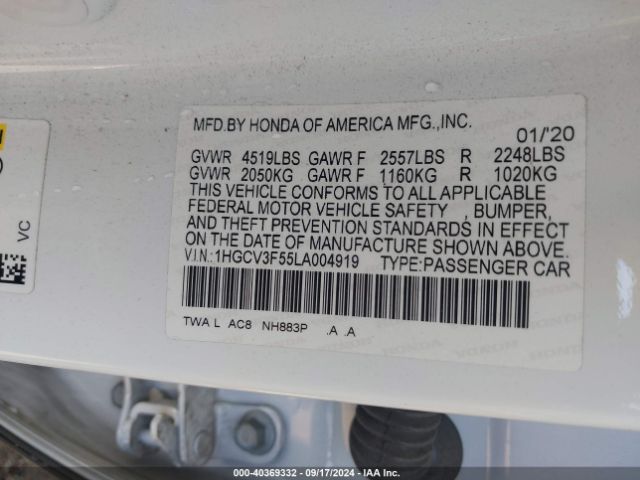 MFD.BY HONDA OF AMERICA MFG.,INC.
01/'20
GVWR 4519LBS GAWR F 2557LBS R 2248LBS
GVWR 2050KG GAWR F 1160KG R 1020KG
THIS VEHICLE CONFORMS TO ALL APPLICABLE
FEDERAL MOTOR VEHICLE SAFETY , BUMPER,
AND THEFT PREVENTION STANDARDS IN EFFECT
ON THE DATE OF MANUFACTURE SHOWN ABOVE.
V.I.N.:1HGCV3F55LA004919 TYPE:PASSENGER CAR
TWA L AC8 NH883P .A .A
VC
000-40369332 / 09/17/2024 / IAA Inc.